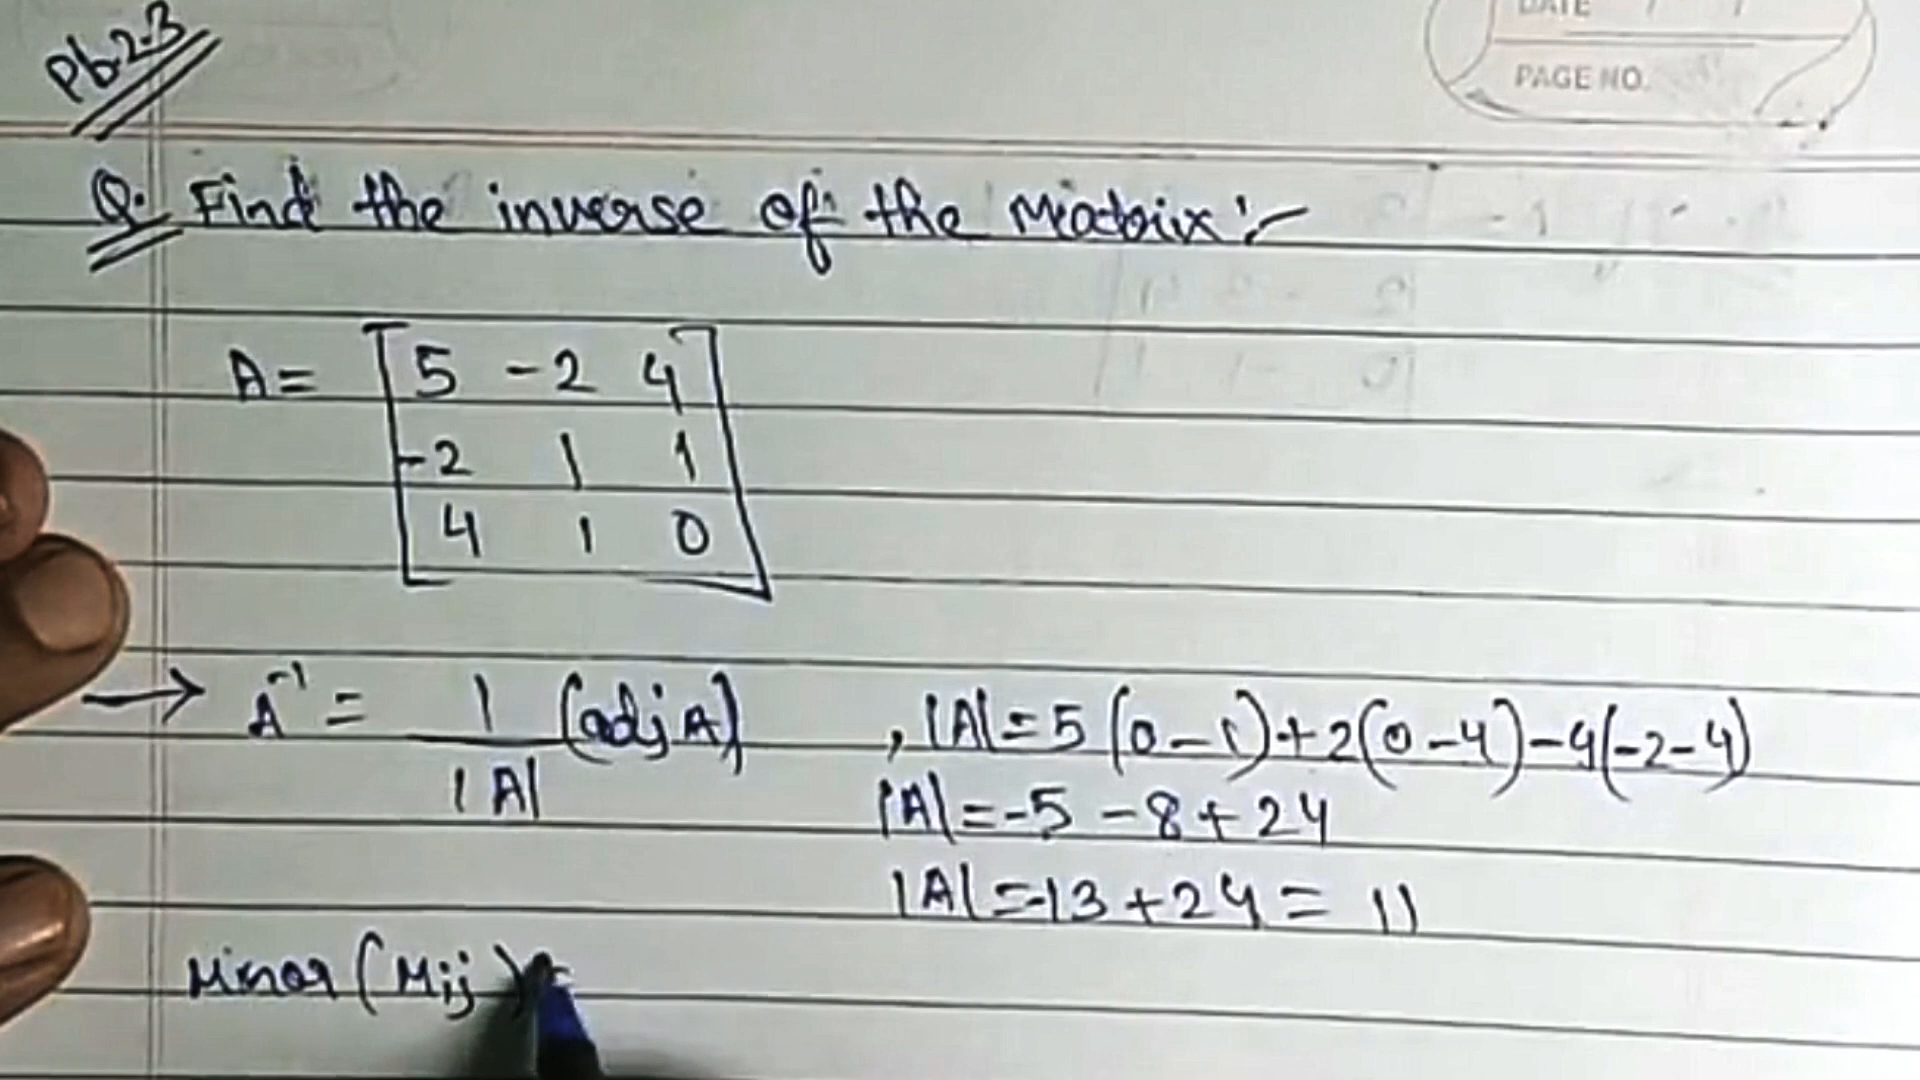 DATE / /
PAGE NO.
Pb.2.3
Q. Find the inverse of the Matrix :-
A = [5 -2 4
-2 1 1
4 1 0]
→ A⁻¹ = 1/|A| (adj A) , |A| = 5(0-1)+2(0-4)-4(-2-4)
|A| = -5 -8+24
|A| = -13+24 = 11
Minor (Mij)